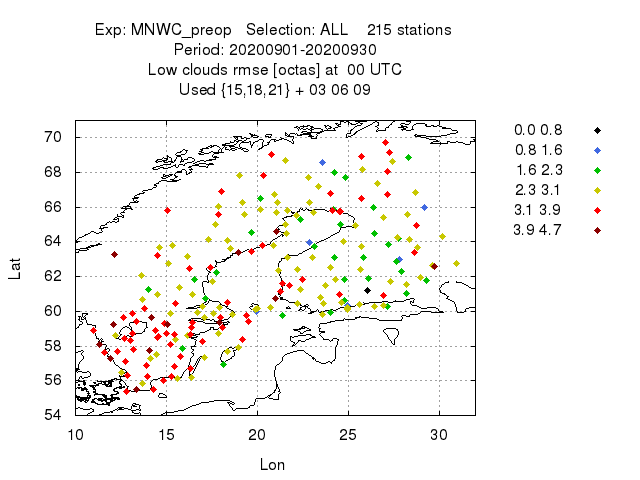 Exp: MNWC_preop   Selection: ALL    215 stations
Period: 20200901-20200930
Low clouds rmse [octas] at  00 UTC
Used {15,18,21} + 03 06 09
0.0 0.8
0.8 1.6
1.6 2.3
2.3 3.1
3.1 3.9
3.9 4.7
70
68
66
64
62
60
58
56
54
Lat
10 15 20 25 30
Lon